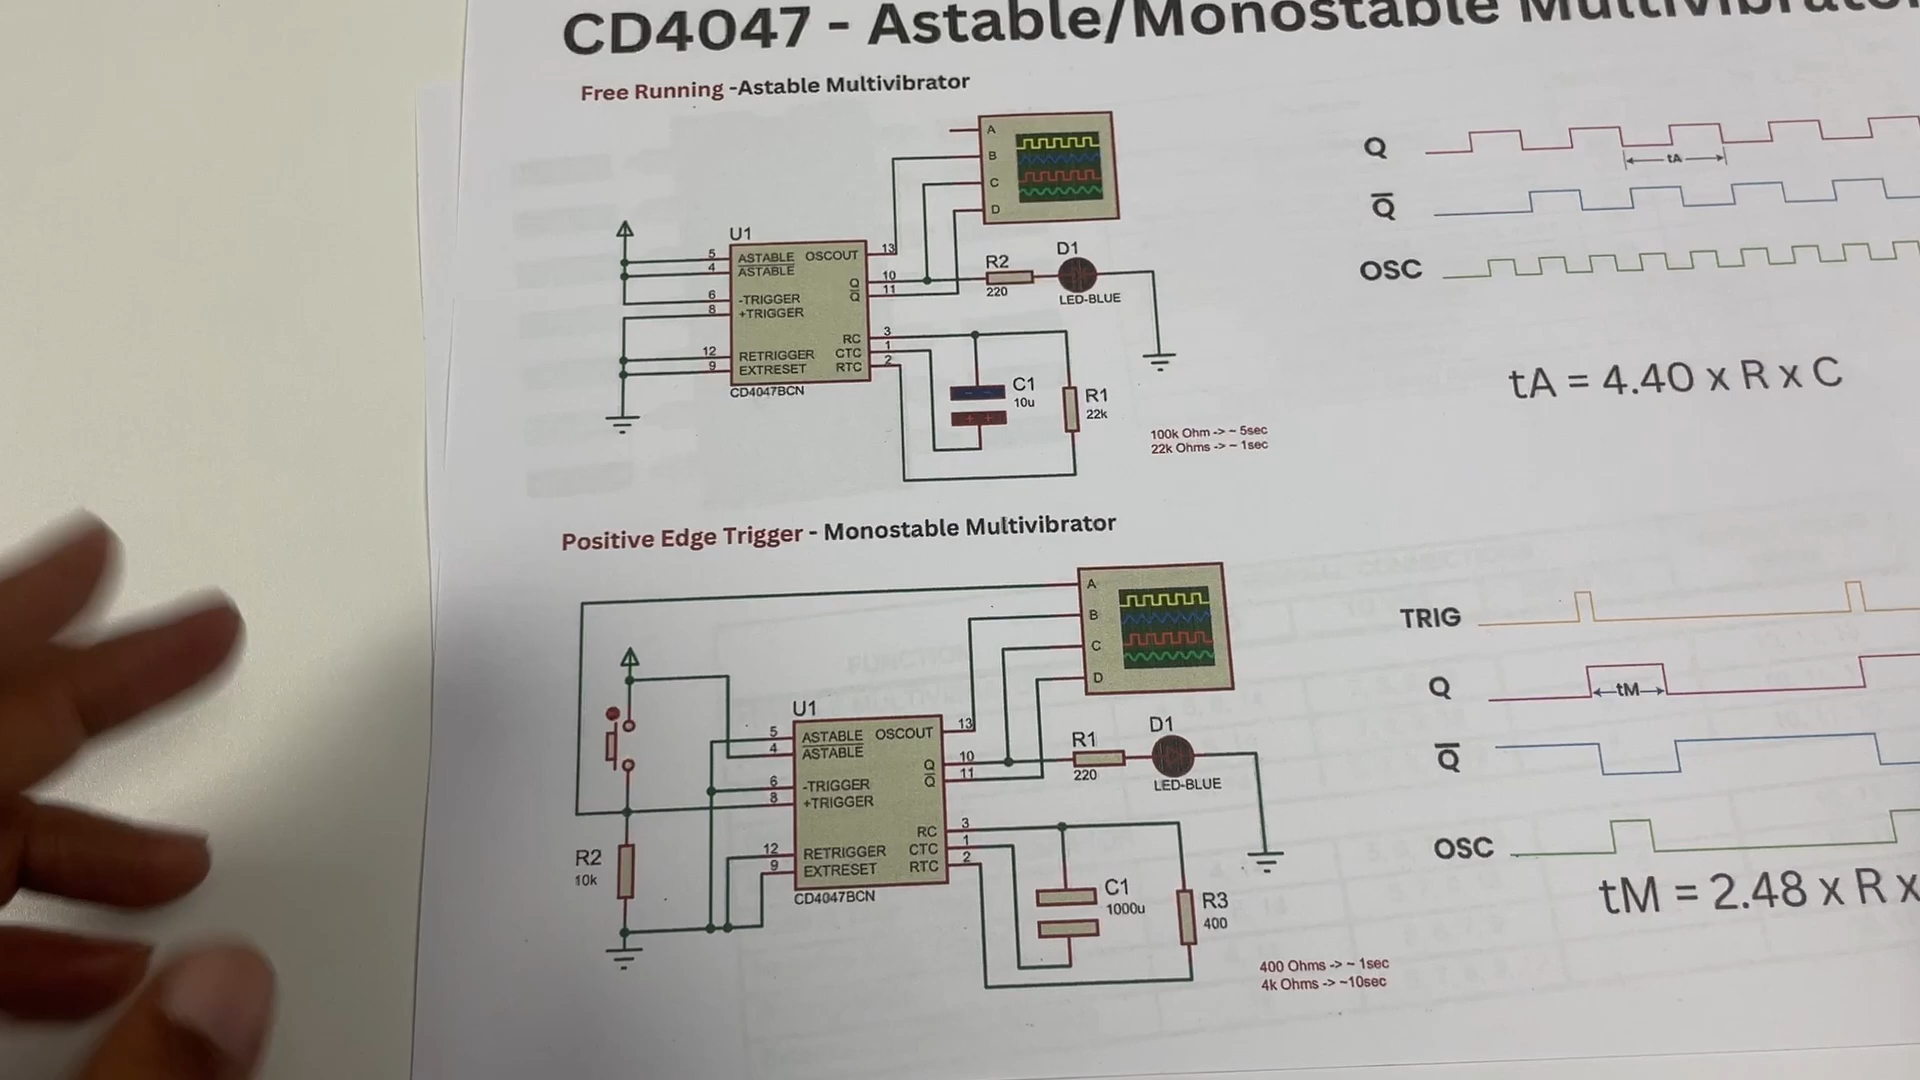 CD4047 - Astable/Monostable Multivibrator
Free Running -Astable Multivibrator
A
B
C
D
U1
5 ASTABLE OSCOUT 13
4 ASTABLE
Q 10
Q 11
6 -TRIGGER
8 +TRIGGER
RC 3
12 RETRIGGER CTC 1
9 EXTRESET RTC 2
CD4047BCN
R2
220
D1
LED-BLUE
C1
10u
R1
22k
100k Ohm -> ~ 5sec
22k Ohms -> ~ 1sec
Q
tA
Q
OSC
tA = 4.40 x R x C
Positive Edge Trigger - Monostable Multivibrator
A
B
C
D
U1
5 ASTABLE OSCOUT 13
4 ASTABLE
Q 10
Q 11
6 -TRIGGER
8 +TRIGGER
RC 3
12 RETRIGGER CTC 1
9 EXTRESET RTC 2
CD4047BCN
R2
10k
R1
220
D1
LED-BLUE
C1
1000u
R3
400
400 Ohms -> ~ 1sec
4k Ohms -> ~10sec
TRIG
Q
tM
Q
OSC
tM = 2.48 x R x